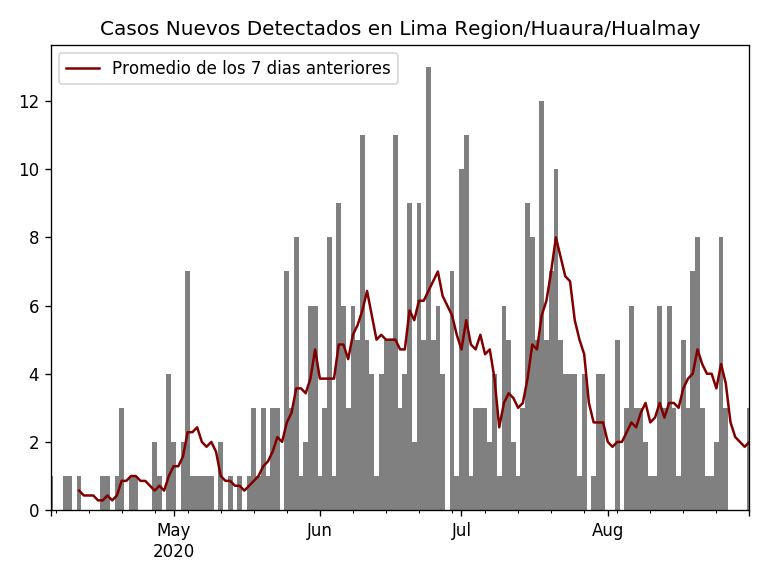 Casos Nuevos Detectados en Lima Region/Huaura/Hualmay
Promedio de los 7 dias anteriores
12
10
8
6
4
2
0
May
2020
Jun
Jul
Aug